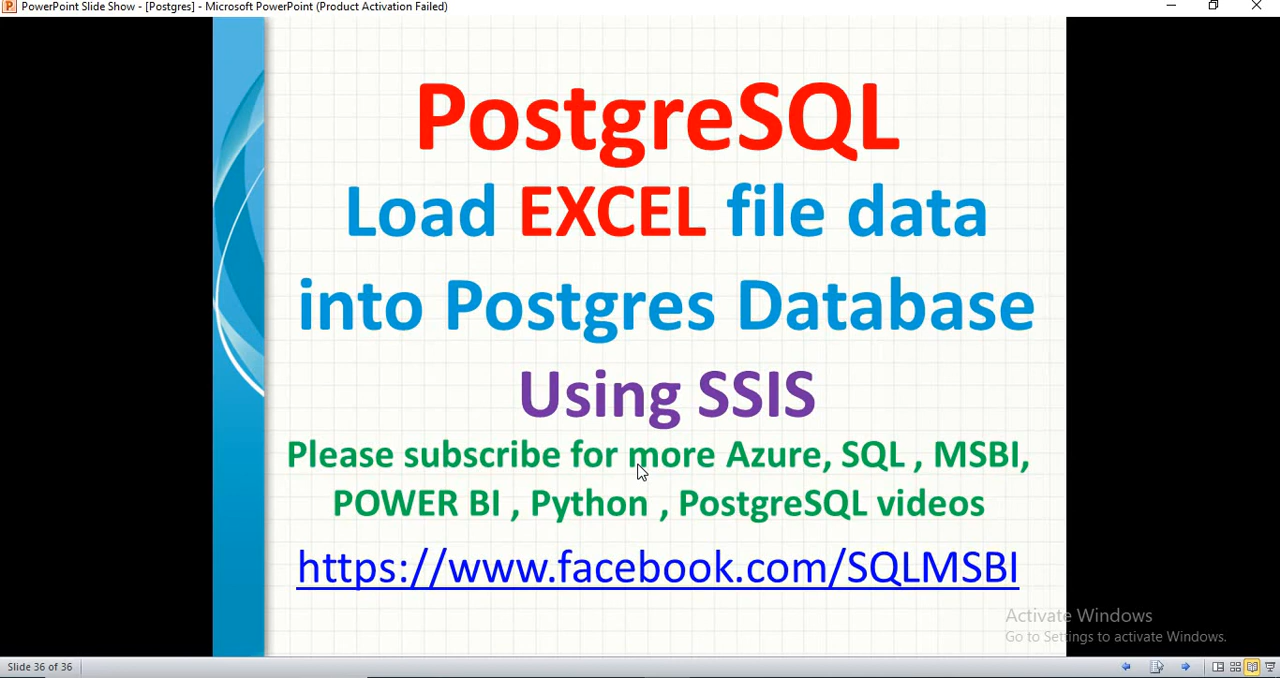 PowerPoint Slide Show - [Postgres] - Microsoft PowerPoint (Product Activation Failed)
PostgreSQL
Load EXCEL file data
into Postgres Database
Using SSIS
Please subscribe for more Azure, SQL , MSBI,
POWER BI , Python , PostgreSQL videos
https://www.facebook.com/SQLMSBI
Activate Windows
Go to Settings to activate Windows.
Slide 36 of 36